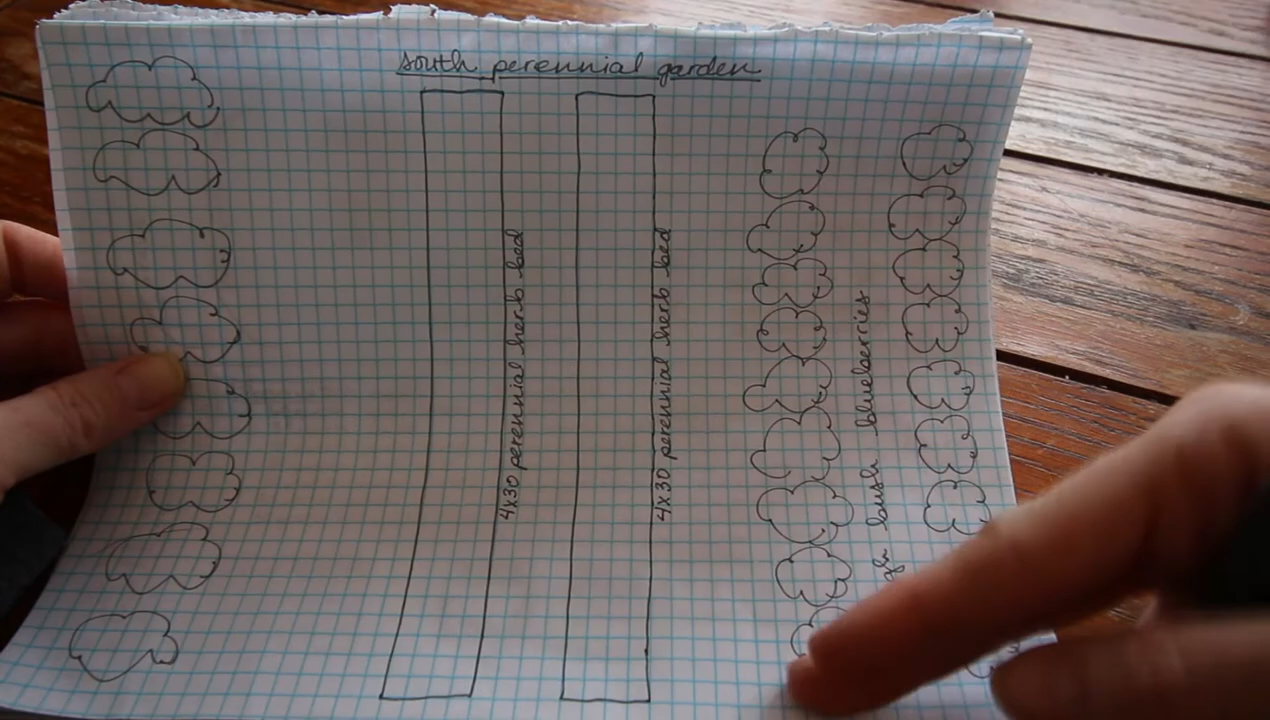 south perennial garden
4x30 perennial herb bed
4x30 perennial herb bed
bush blueberries